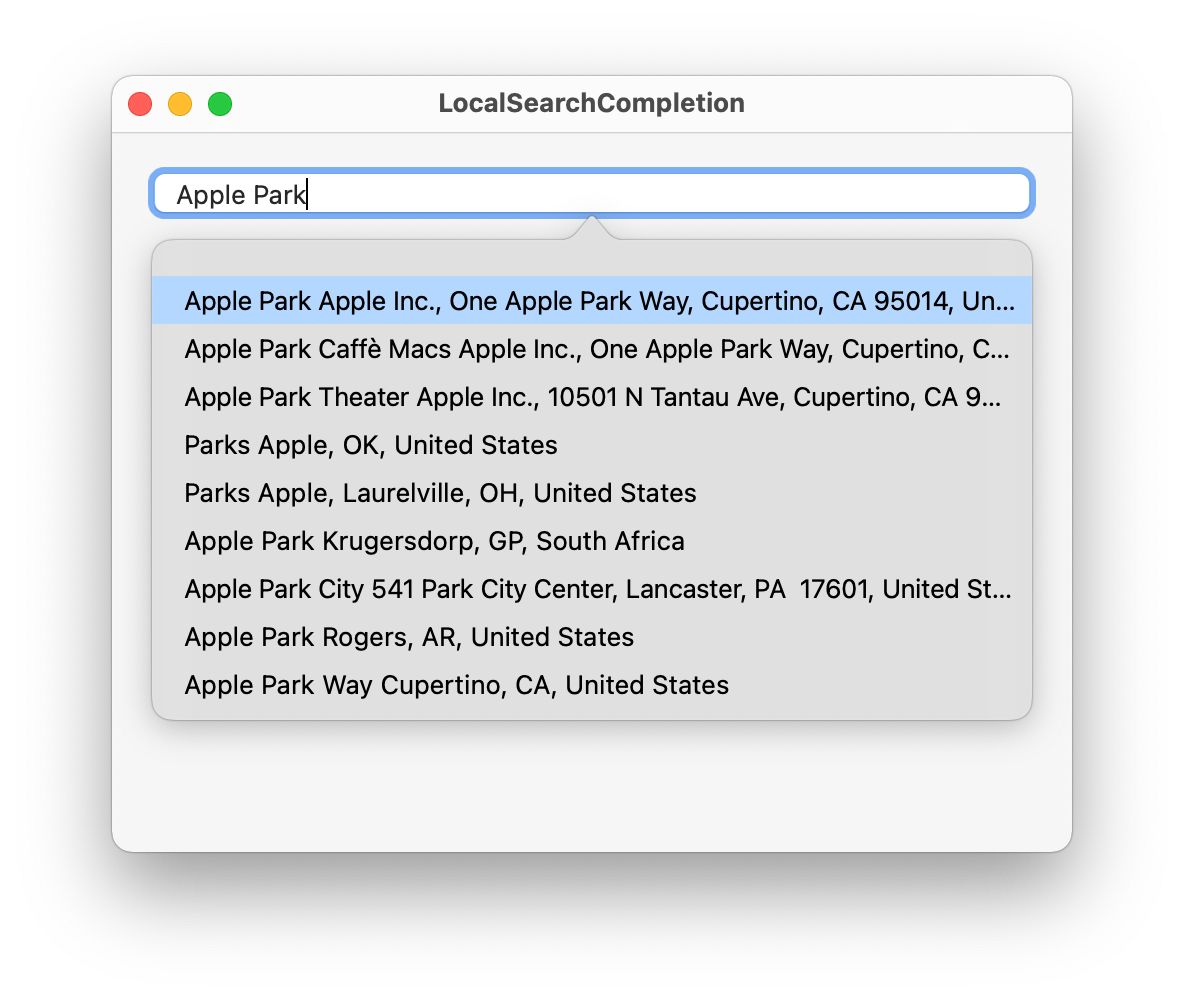 LocalSearchCompletion
Apple Park
Apple Park Apple Inc., One Apple Park Way, Cupertino, CA 95014, Un...
Apple Park Caffè Macs Apple Inc., One Apple Park Way, Cupertino, C...
Apple Park Theater Apple Inc., 10501 N Tantau Ave, Cupertino, CA 9...
Parks Apple, OK, United States
Parks Apple, Laurelville, OH, United States
Apple Park Krugersdorp, GP, South Africa
Apple Park City 541 Park City Center, Lancaster, PA  17601, United St...
Apple Park Rogers, AR, United States
Apple Park Way Cupertino, CA, United States